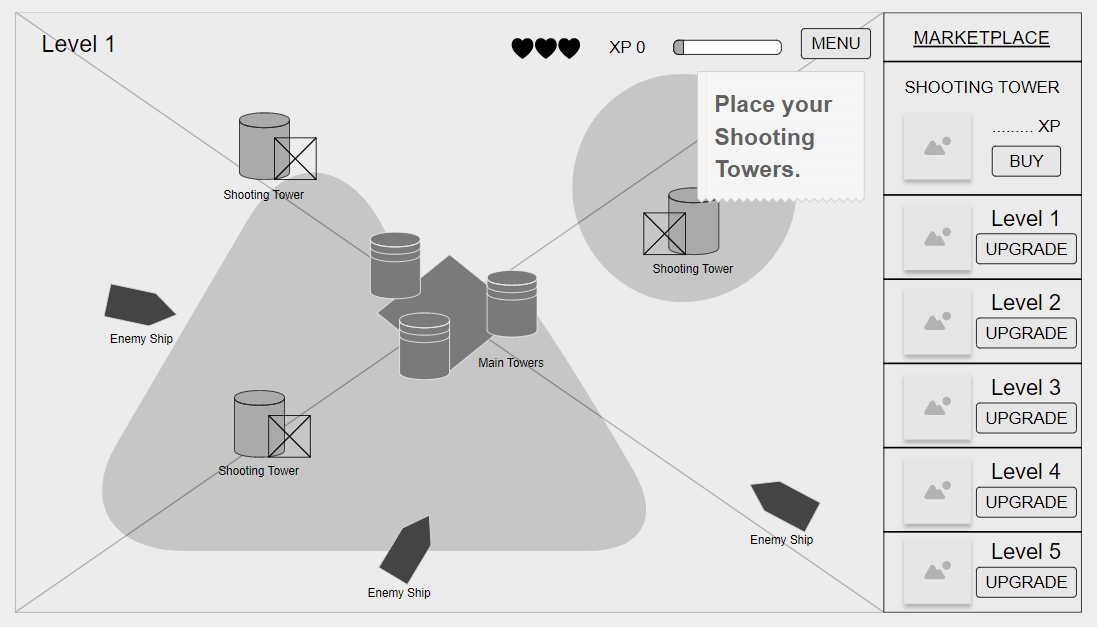 Level 1
XP 0
MENU
Place your
Shooting
Towers.
Shooting Tower
Shooting Tower
Enemy Ship
Main Towers
Shooting Tower
Enemy Ship
Enemy Ship
MARKETPLACE
SHOOTING TOWER
......... XP
BUY
Level 1
UPGRADE
Level 2
UPGRADE
Level 3
UPGRADE
Level 4
UPGRADE
Level 5
UPGRADE